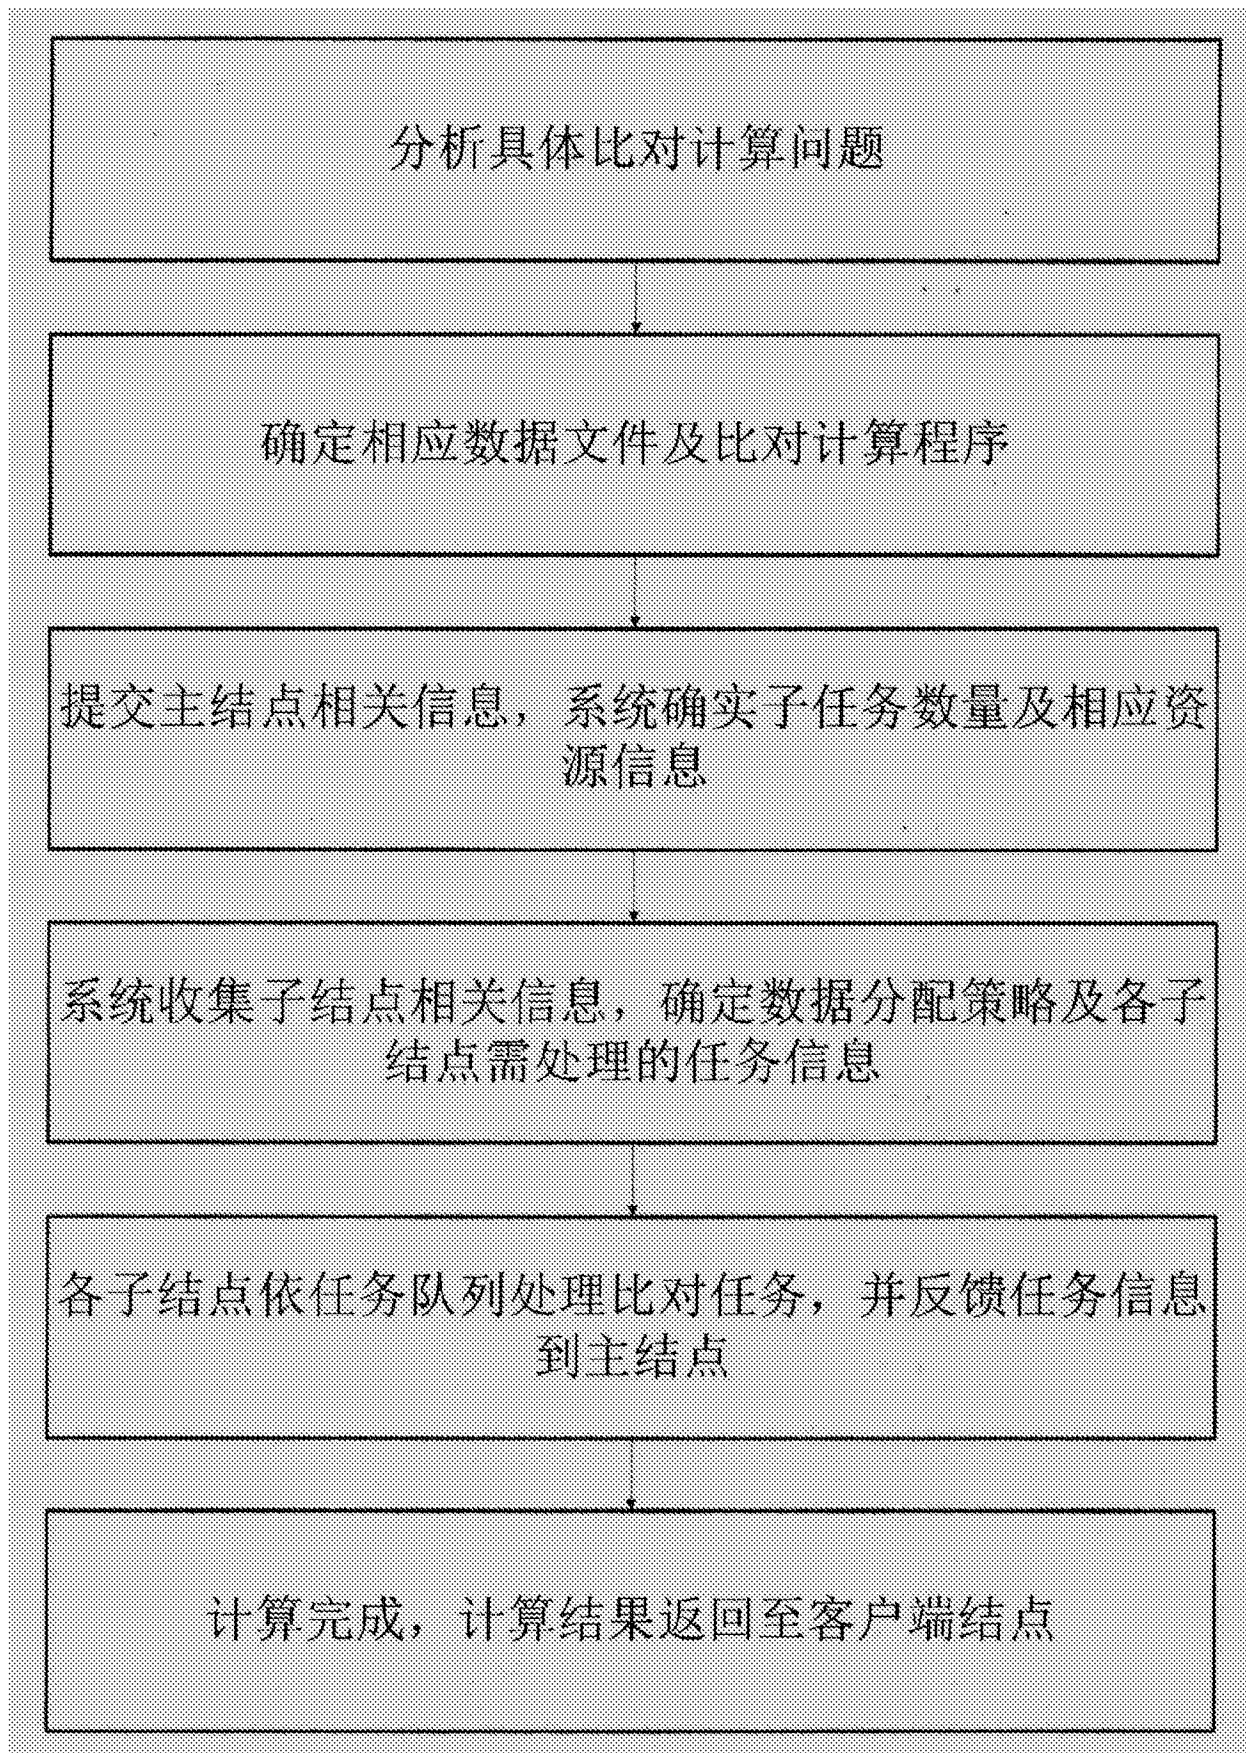 分析具体比对计算问题
确定相应数据文件及比对计算程序
提交主结点相关信息，系统确实子任务数量及相应资
源信息
系统收集子结点相关信息，确定数据分配策略及各子
结点需处理的任务信息
各子结点依任务队列处理比对任务，并反馈任务信息
到主结点
计算完成，计算结果返回至客户端结点